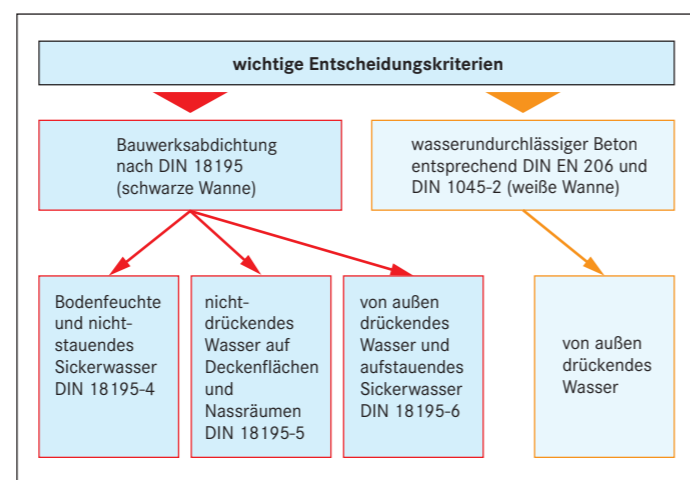 wichtige Entscheidungskriterien
Bauwerksabdichtung
nach DIN 18195
(schwarze Wanne)
wasserundurchlässiger Beton
entsprechend DIN EN 206 und
DIN 1045-2 (weiße Wanne)
Bodenfeuchte
und nicht-
stauendes
Sickerwasser
DIN 18195-4
nicht-
drückendes
Wasser auf
Deckenflächen
und
Nassräumen
DIN 18195-5
von außen
drückendes
Wasser und
aufstauendes
Sickerwasser
DIN 18195-6
von außen
drückendes
Wasser